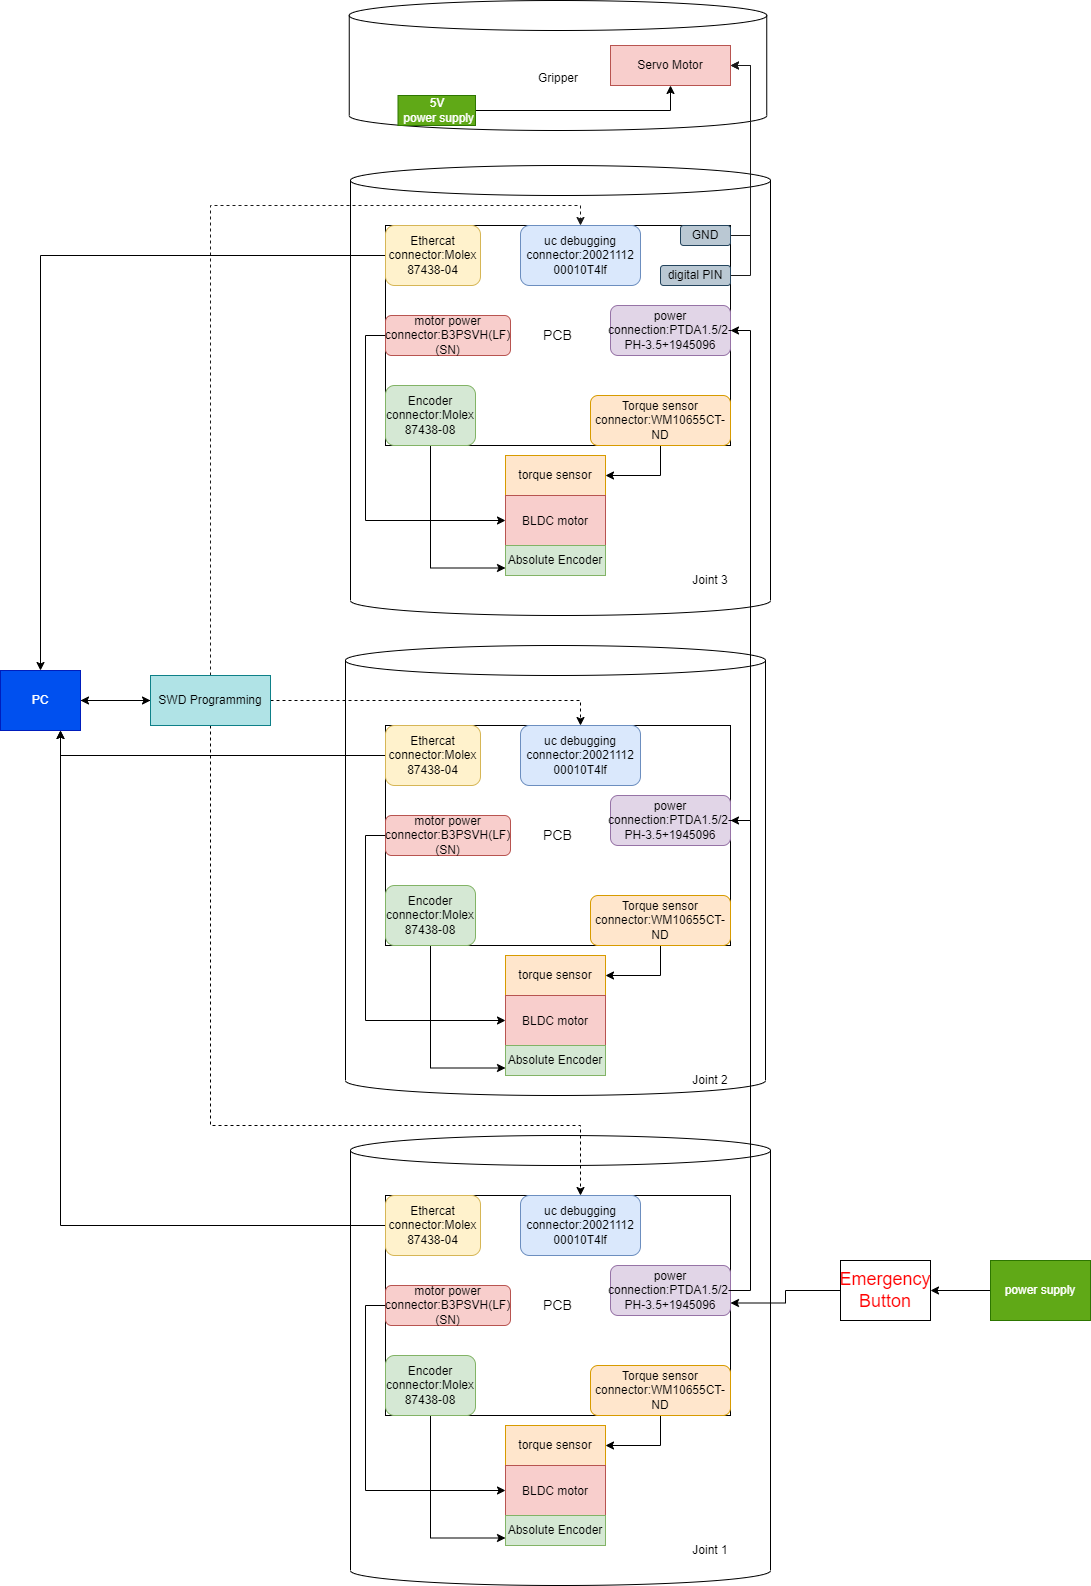 Servo Motor
Gripper
5V
power supply
Ethercat
connector:Molex
87438-04
uc debugging
connector:20021112
00010T4lf
GND
digital PIN
motor power
connector:B3PSVH(LF)
(SN)
PCB
power
connection:PTDA1.5/2
PH-3.5+1945096
Encoder
connector:Molex
87438-08
Torque sensor
connector:WM10655CT-
ND
torque sensor
BLDC motor
Absolute Encoder
Joint 3
PC
SWD Programming
Ethercat
connector:Molex
87438-04
uc debugging
connector:20021112
00010T4lf
motor power
connector:B3PSVH(LF)
(SN)
PCB
power
connection:PTDA1.5/2
PH-3.5+1945096
Encoder
connector:Molex
87438-08
Torque sensor
connector:WM10655CT-
ND
torque sensor
BLDC motor
Absolute Encoder
Joint 2
Ethercat
connector:Molex
87438-04
uc debugging
connector:20021112
00010T4lf
motor power
connector:B3PSVH(LF)
(SN)
PCB
power
connection:PTDA1.5/2
PH-3.5+1945096
Emergency
Button
power supply
Encoder
connector:Molex
87438-08
Torque sensor
connector:WM10655CT-
ND
torque sensor
BLDC motor
Absolute Encoder
Joint 1